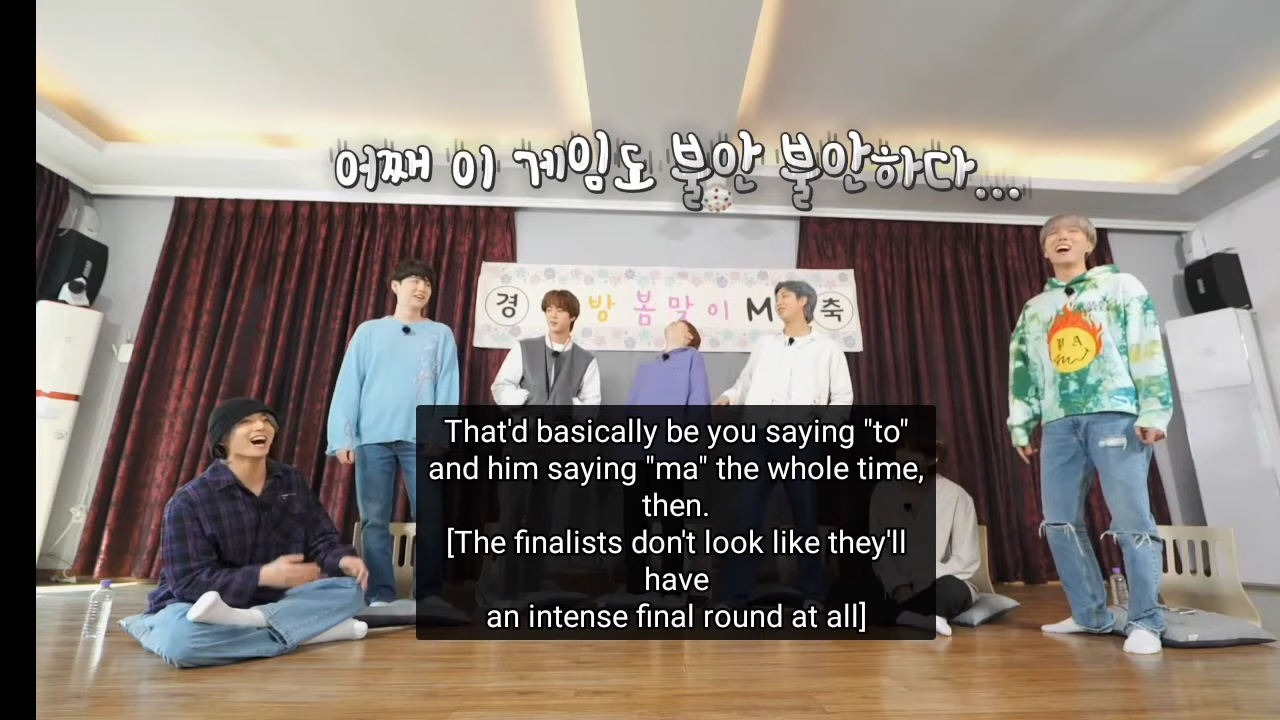 어째 이 게임도 불안 불안하다...
경 방 봄 맞 이 M 축
P A
That'd basically be you saying "to"
and him saying "ma" the whole time,
then.
[The finalists don't look like they'll
have
an intense final round at all]